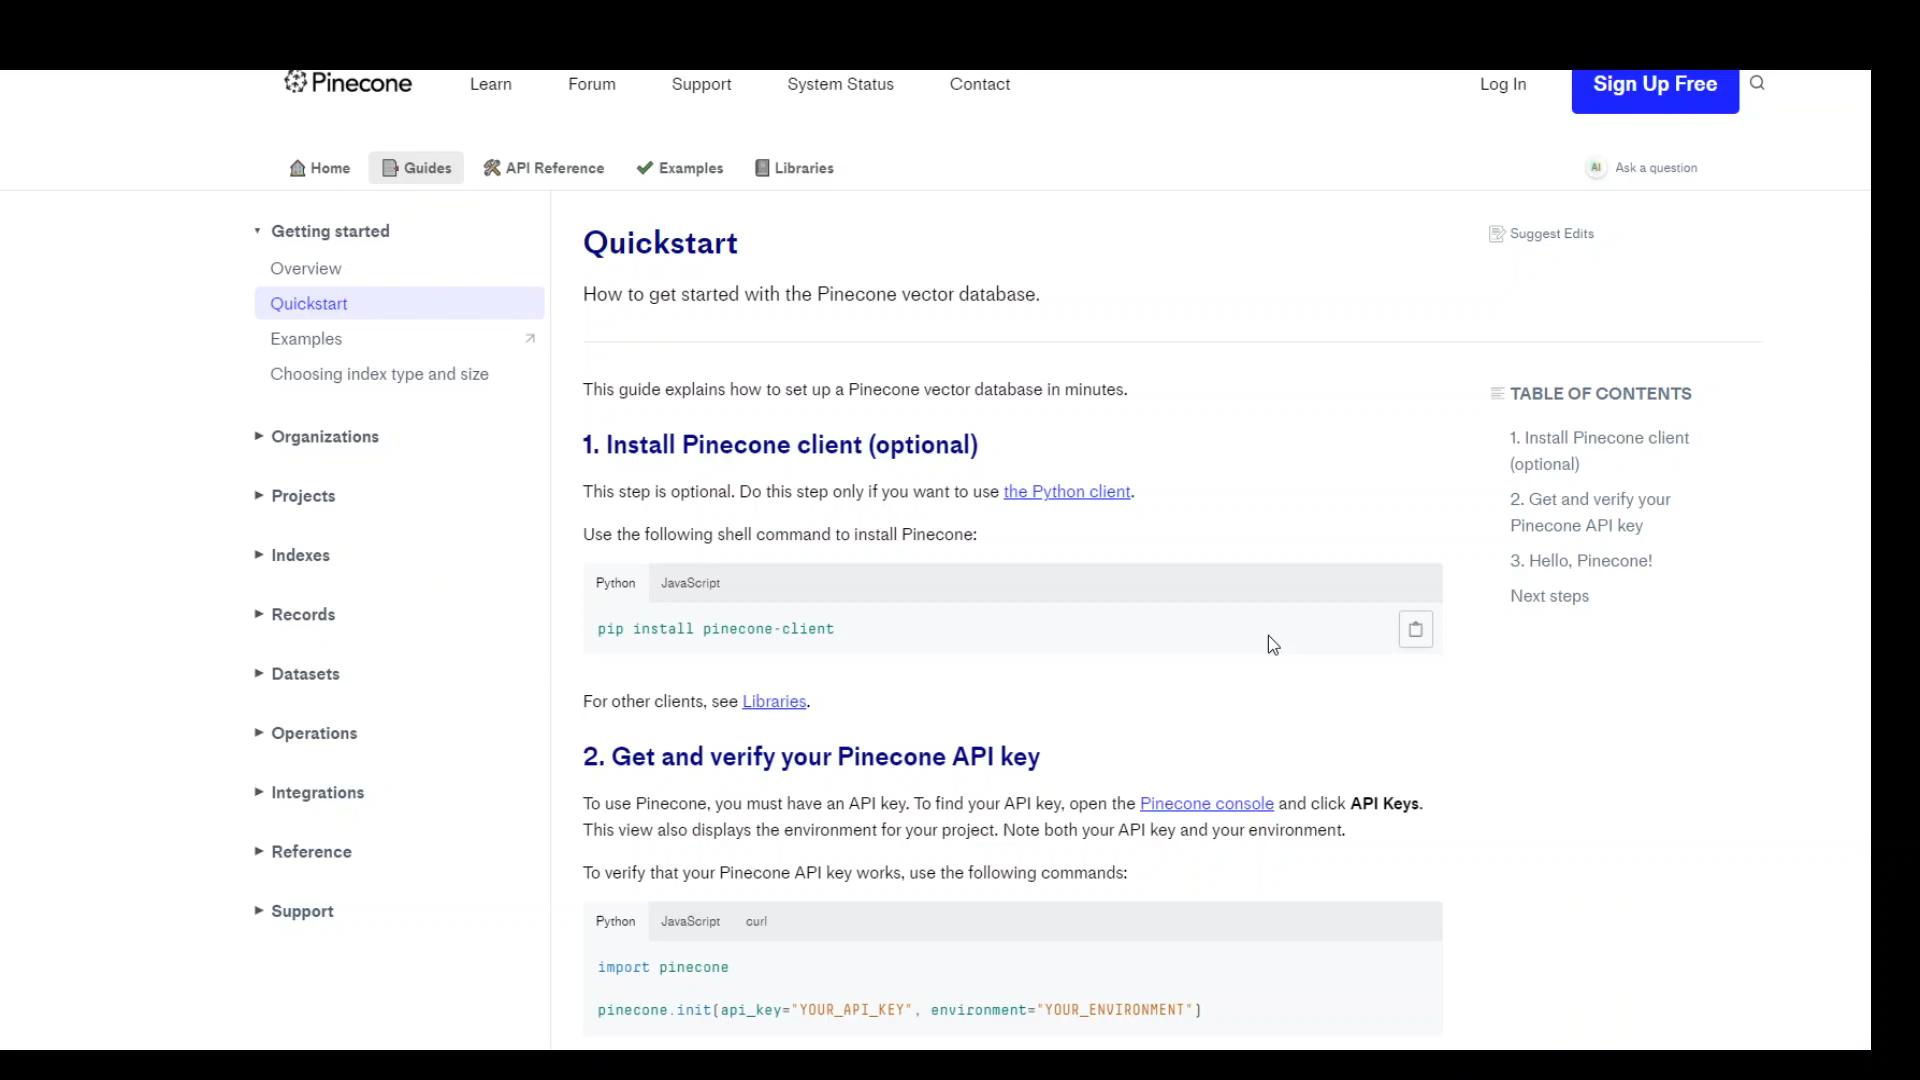 Pinecone Learn Forum Support System Status Contact Log In Sign Up Free
Home Guides API Reference Examples Libraries AI Ask a question
Getting started
Overview
Quickstart
Examples
Choosing index type and size
Organizations
Projects
Indexes
Records
Datasets
Operations
Integrations
Reference
Support
Quickstart
Suggest Edits
How to get started with the Pinecone vector database.
This guide explains how to set up a Pinecone vector database in minutes.
1. Install Pinecone client (optional)
This step is optional. Do this step only if you want to use the Python client.
Use the following shell command to install Pinecone:
Python JavaScript
pip install pinecone-client
For other clients, see Libraries.
2. Get and verify your Pinecone API key
To use Pinecone, you must have an API key. To find your API key, open the Pinecone console and click API Keys.
This view also displays the environment for your project. Note both your API key and your environment.
To verify that your Pinecone API key works, use the following commands:
Python JavaScript curl
import pinecone
pinecone.init(api_key="YOUR_API_KEY", environment="YOUR_ENVIRONMENT")
TABLE OF CONTENTS
1. Install Pinecone client
(optional)
2. Get and verify your
Pinecone API key
3. Hello, Pinecone!
Next steps